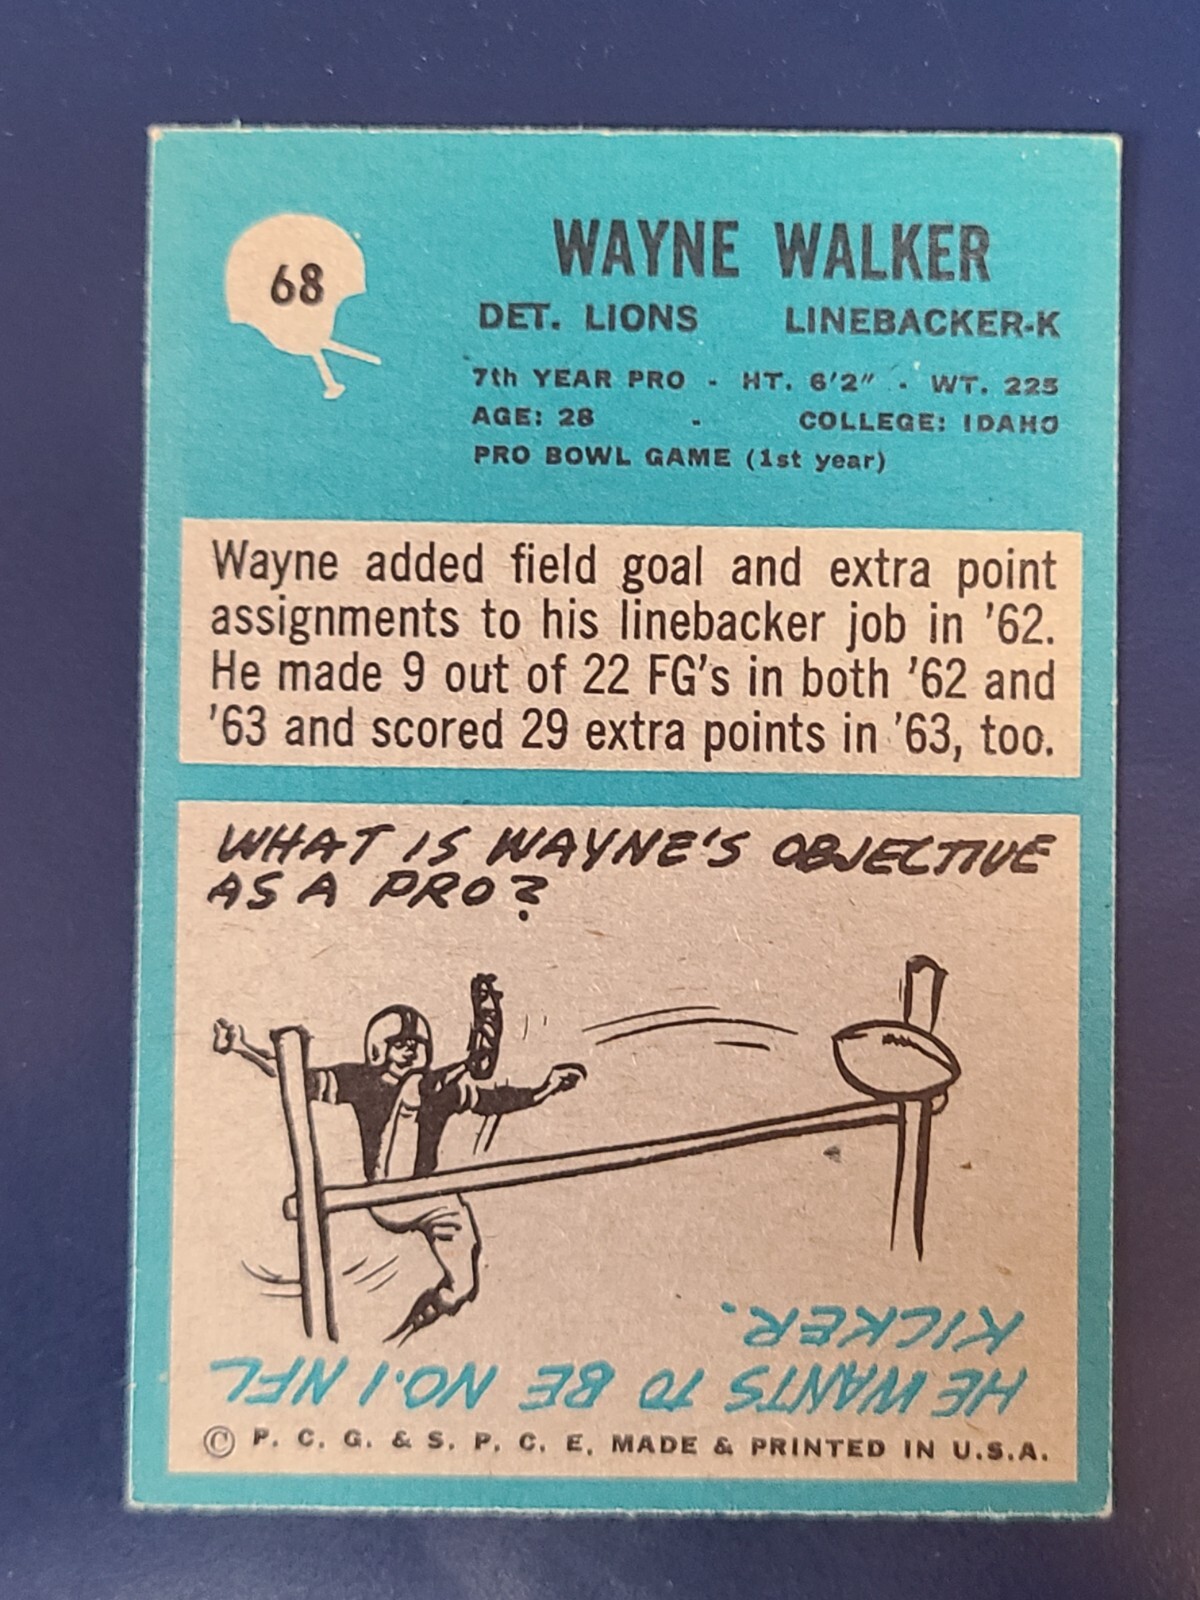 68
WAYNE WALKER
DET. LIONS LINEBACKER-K
7th YEAR PRO - HT. 6'2" - WT. 225
AGE: 28 - COLLEGE: IDAHO
PRO BOWL GAME (1st year)
Wayne added field goal and extra point
assignments to his linebacker job in '62.
He made 9 out of 22 FG's in both '62 and
'63 and scored 29 extra points in '63, too.
WHAT IS WAYNE'S OBJECTIVE
AS A PRO?
HE WANTS TO BE NO.1 NFL
KICKER.
© P. C. G. & S. P. C. E. MADE & PRINTED IN U.S.A.